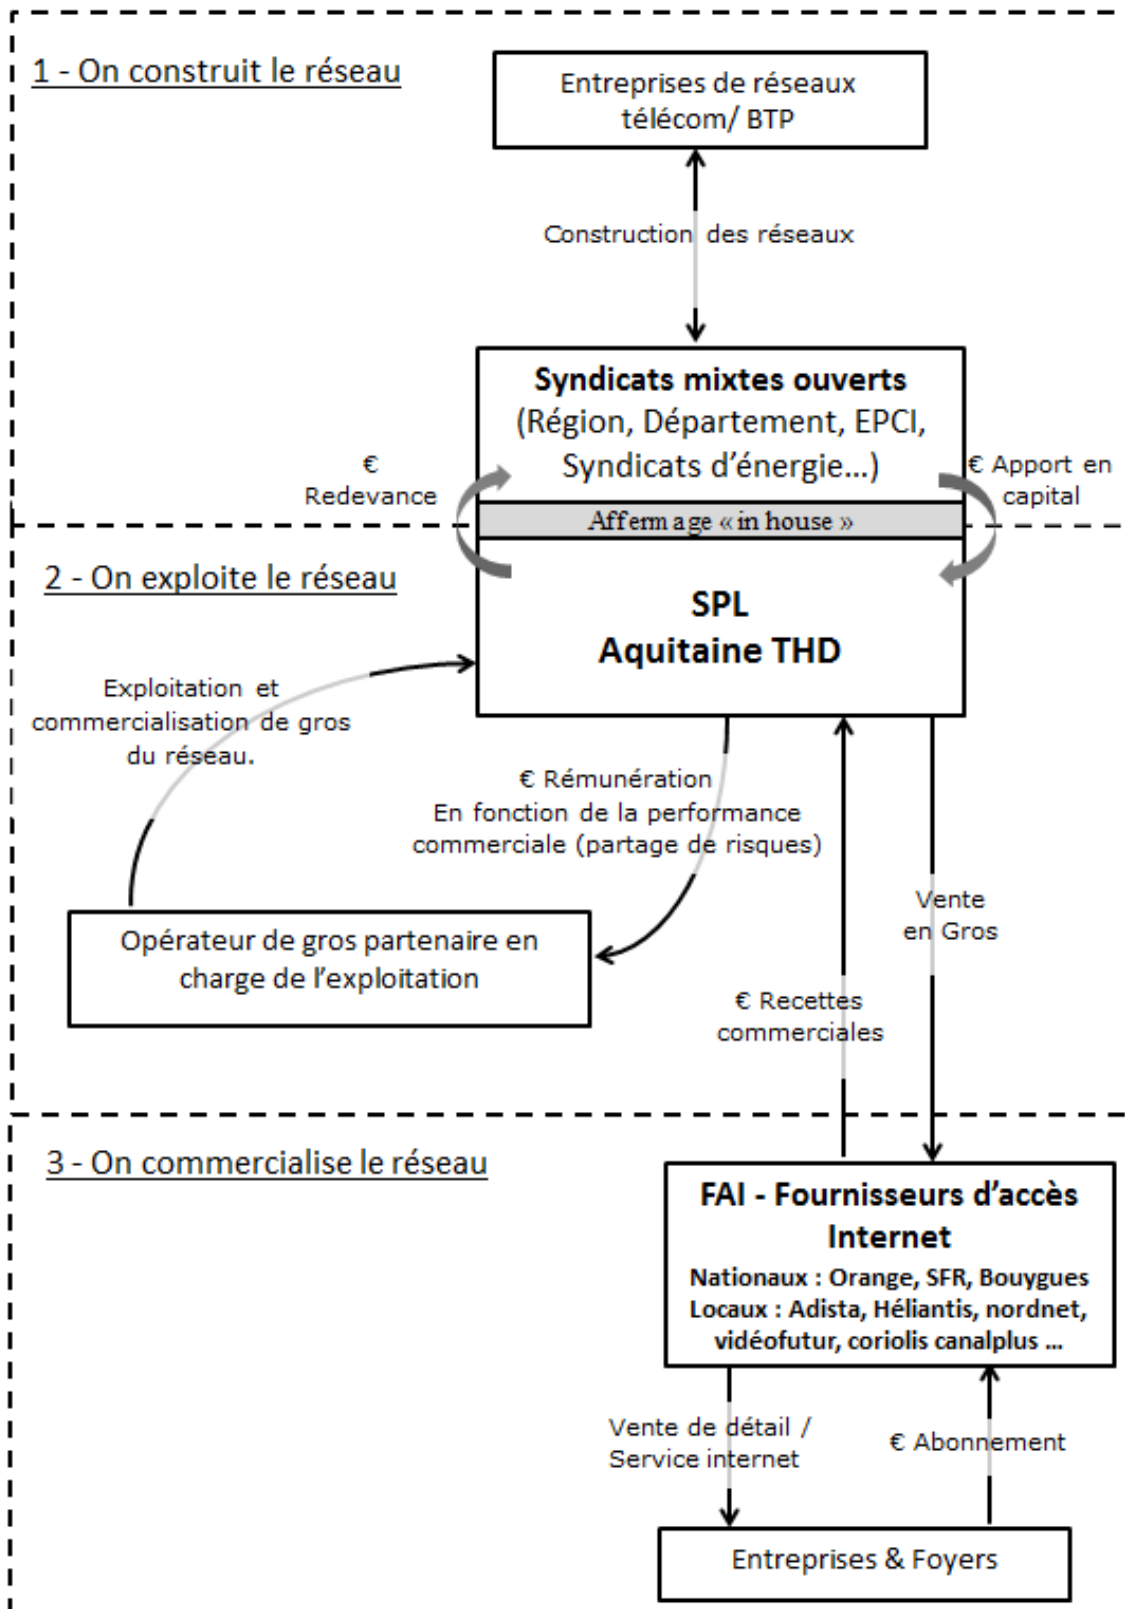 1 - On construit le réseau
Entreprises de réseaux
télécom/ BTP
Construction des réseaux
Syndicats mixtes ouverts
(Région, Département, EPCI,
Syndicats d'énergie...)
€
Redevance
€ Apport en
capital
Affermage « in house »
2 - On exploite le réseau
SPL
Aquitaine THD
Exploitation et
commercialisation de gros
du réseau.
€ Rémunération
En fonction de la performance
commerciale (partage de risques)
Opérateur de gros partenaire en
charge de l'exploitation
Vente
en Gros
€ Recettes
commerciales
3 - On commercialise le réseau
FAI - Fournisseurs d'accès
Internet
Nationaux : Orange, SFR, Bouygues
Locaux : Adista, Héliantis, nordnet,
vidéofutur, coriolis canalplus ...
Vente de détail /
Service internet
€ Abonnement
Entreprises & Foyers